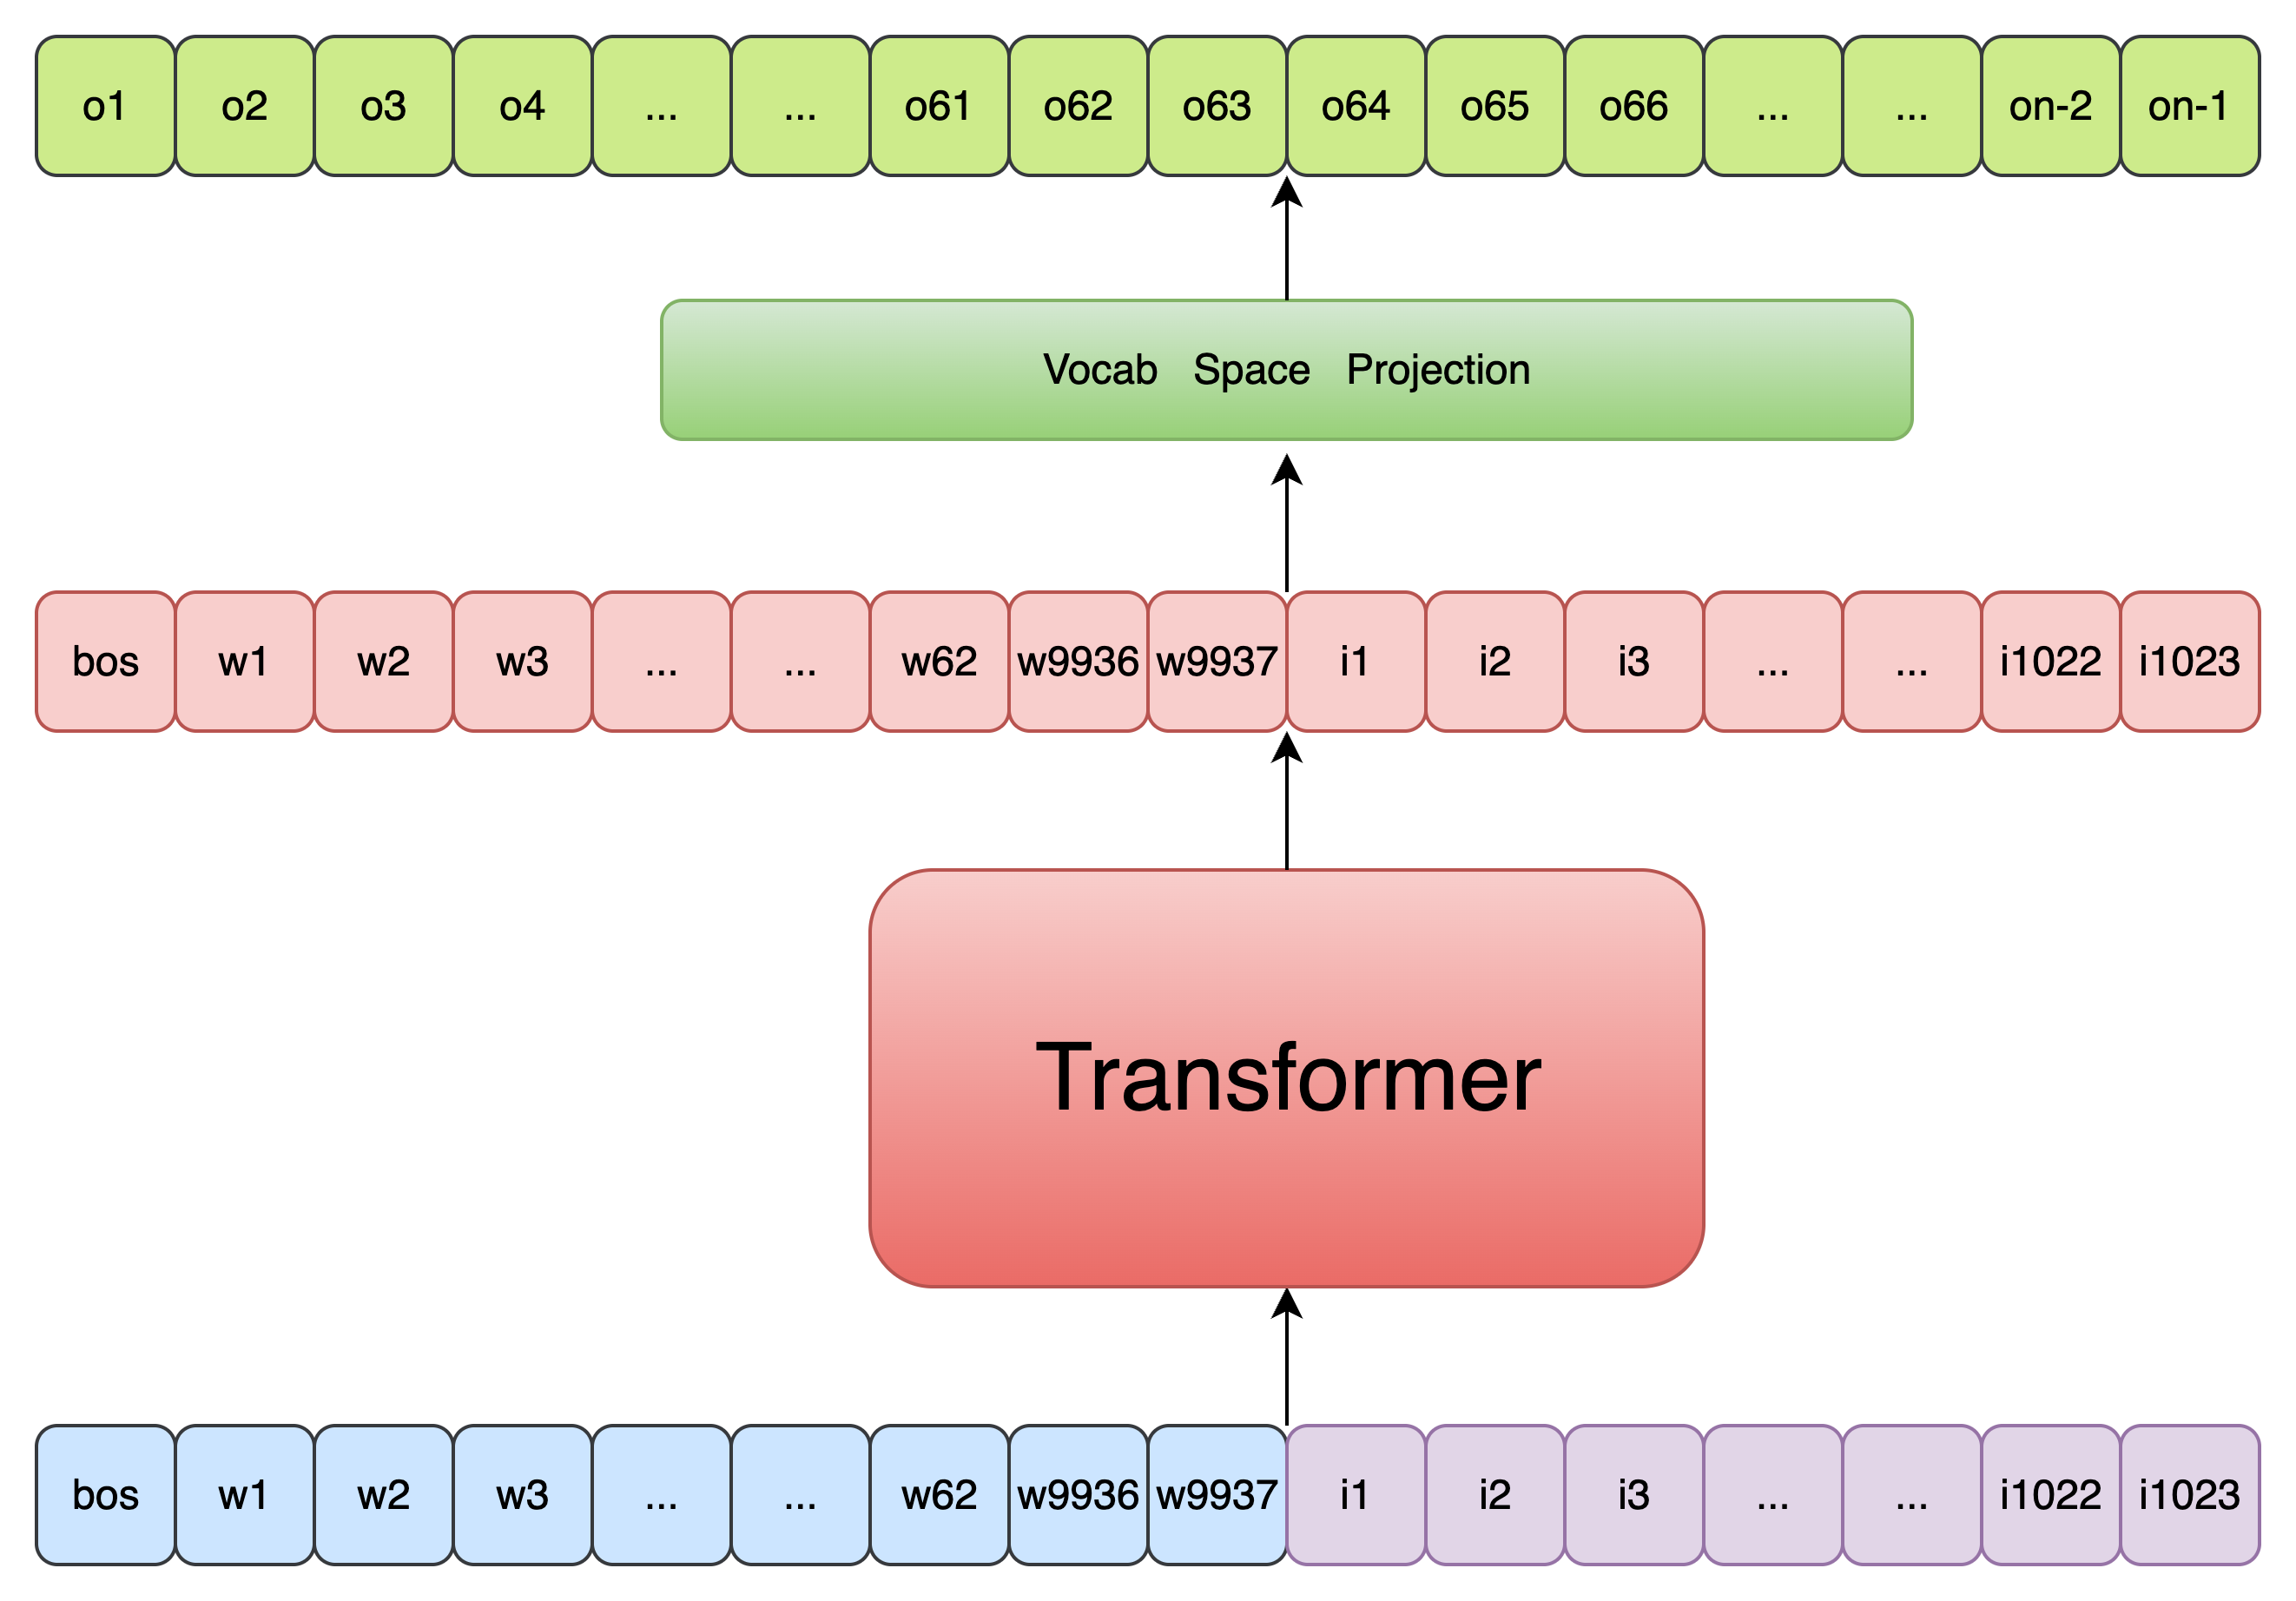 o1 o2 o3 o4 ... ... o61 o62 o63 o64 o65 o66 ... ... on-2 on-1
Vocab Space Projection
bos w1 w2 w3 ... ... w62 w9936 w9937 i1 i2 i3 ... ... i1022 i1023
Transformer
bos w1 w2 w3 ... ... w62 w9936 w9937 i1 i2 i3 ... ... i1022 i1023